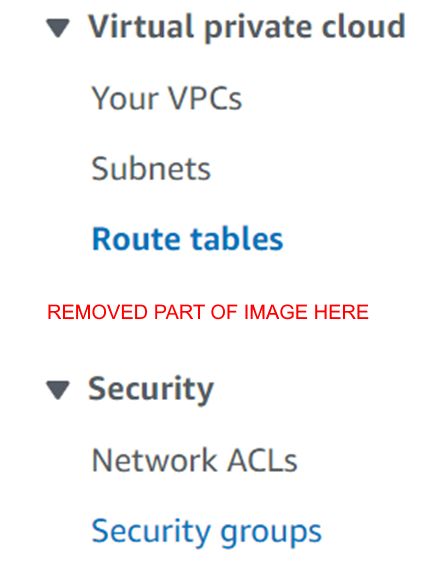 Virtual private cloud
Your VPCs
Subnets
Route tables
REMOVED PART OF IMAGE HERE
Security
Network ACLs
Security groups